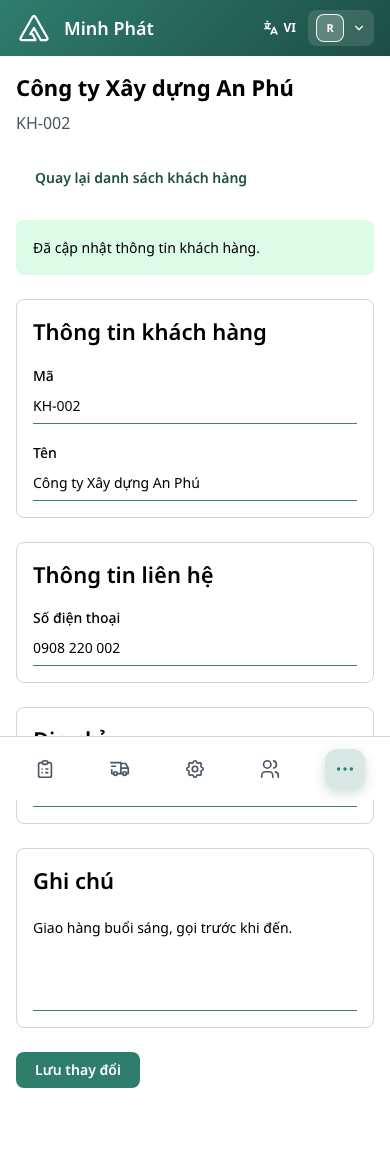 Minh Phát
VI
R
Công ty Xây dựng An Phú
KH-002
Quay lại danh sách khách hàng
Đã cập nhật thông tin khách hàng.
Thông tin khách hàng
Mã
KH-002
Tên
Công ty Xây dựng An Phú
Thông tin liên hệ
Số điện thoại
0908 220 002
Ghi chú
Giao hàng buổi sáng, gọi trước khi đến.
Lưu thay đổi